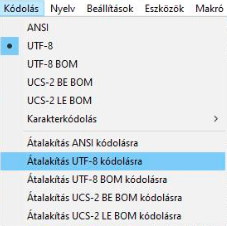 Kódolás Nyelv Beállítások Eszközök Makró
ANSI
UTF-8
UTF-8 BOM
UCS-2 BE BOM
UCS-2 LE BOM
Karakterkódolás
Átalakítás ANSI kódolásra
Átalakítás UTF-8 kódolásra
Átalakítás UTF-8 BOM kódolásra
Átalakítás UCS-2 BE BOM kódolásra
Átalakítás UCS-2 LE BOM kódolásra